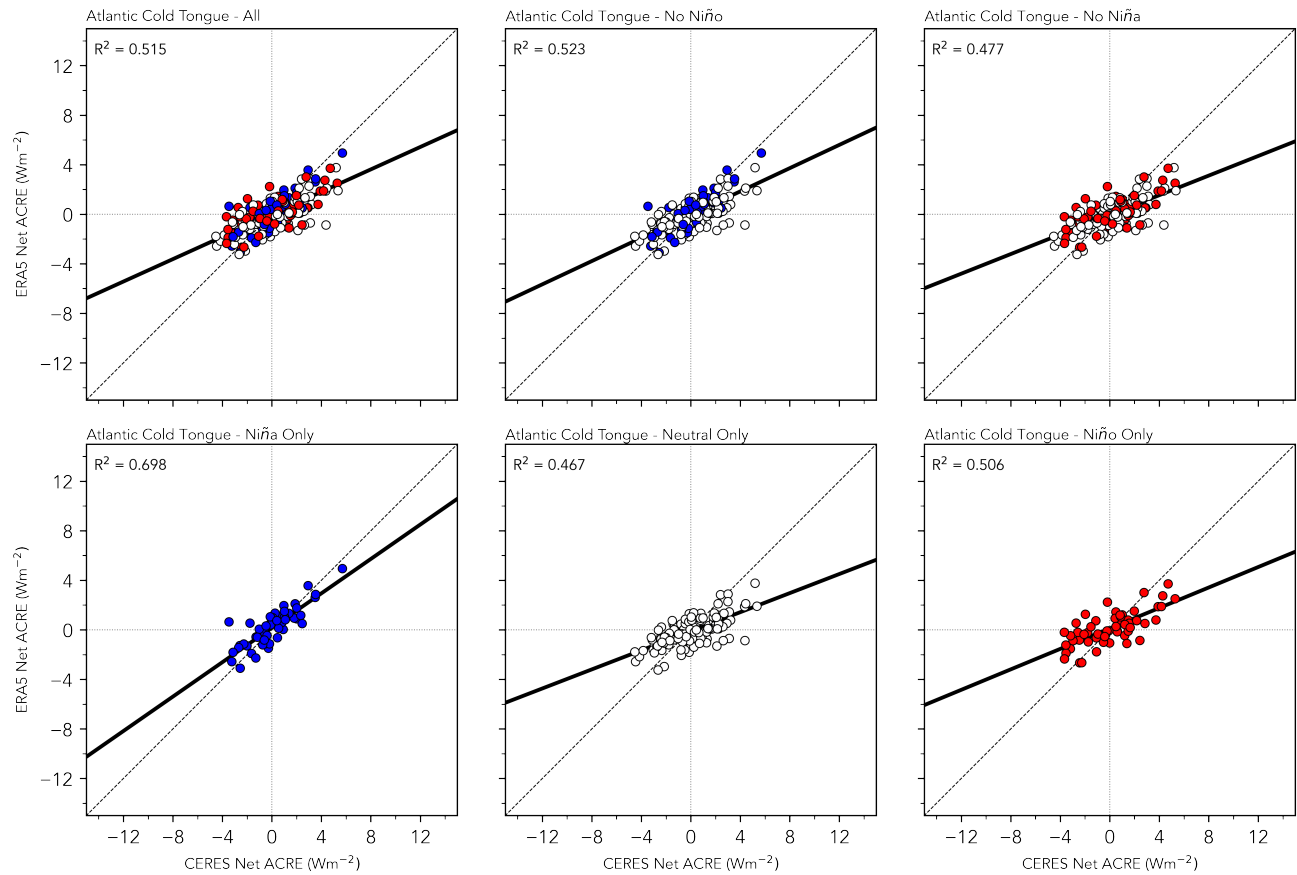 Atlantic Cold Tongue - All
R² = 0.515
ERA5 Net ACRE (Wm⁻²)
12
8
4
0
−4
−8
−12
Atlantic Cold Tongue - No Niño
R² = 0.523
Atlantic Cold Tongue - No Niña
R² = 0.477
Atlantic Cold Tongue - Niña Only
R² = 0.698
ERA5 Net ACRE (Wm⁻²)
12
8
4
0
−4
−8
−12
−12 −8 −4 0 4 8 12
CERES Net ACRE (Wm⁻²)
Atlantic Cold Tongue - Neutral Only
R² = 0.467
−12 −8 −4 0 4 8 12
CERES Net ACRE (Wm⁻²)
Atlantic Cold Tongue - Niño Only
R² = 0.506
−12 −8 −4 0 4 8 12
CERES Net ACRE (Wm⁻²)